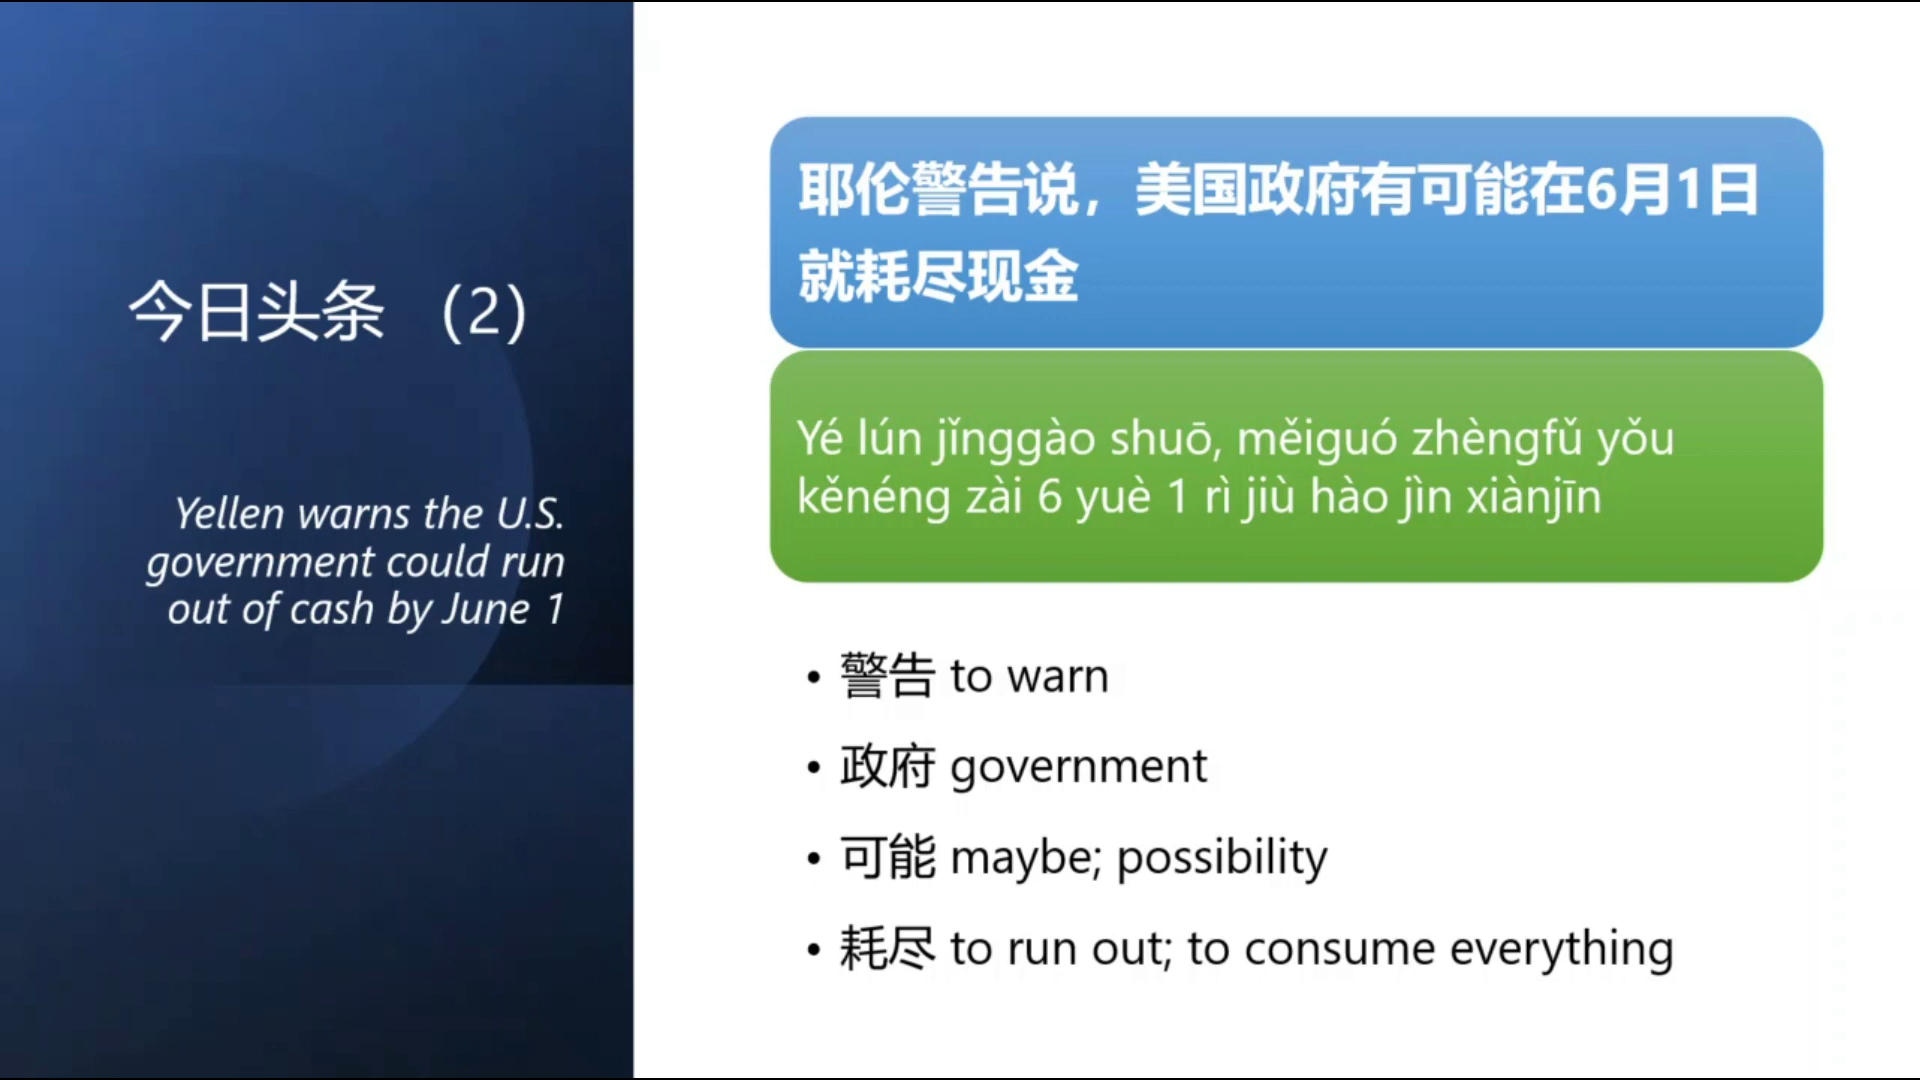 今日头条 （2）
Yellen warns the U.S.
government could run
out of cash by June 1
耶伦警告说，美国政府有可能在6月1日
就耗尽现金
Yé lún jǐnggào shuō, měiguó zhèngfǔ yǒu
kěnéng zài 6 yuè 1 rì jiù hào jìn xiànjīn
• 警告 to warn
• 政府 government
• 可能 maybe; possibility
• 耗尽 to run out; to consume everything